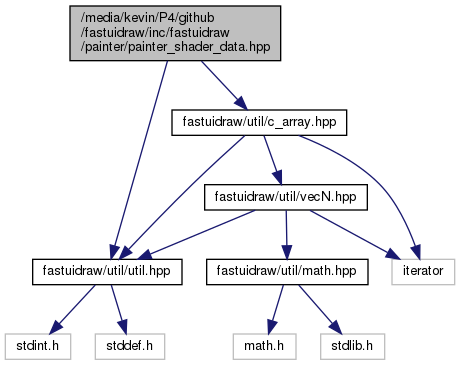 /media/kevin/P4/github
/fastuidraw/inc/fastuidraw
/painter/painter_shader_data.hpp
fastuidraw/util/c_array.hpp
fastuidraw/util/vecN.hpp
fastuidraw/util/util.hpp
fastuidraw/util/math.hpp
iterator
stdint.h
stddef.h
math.h
stdlib.h